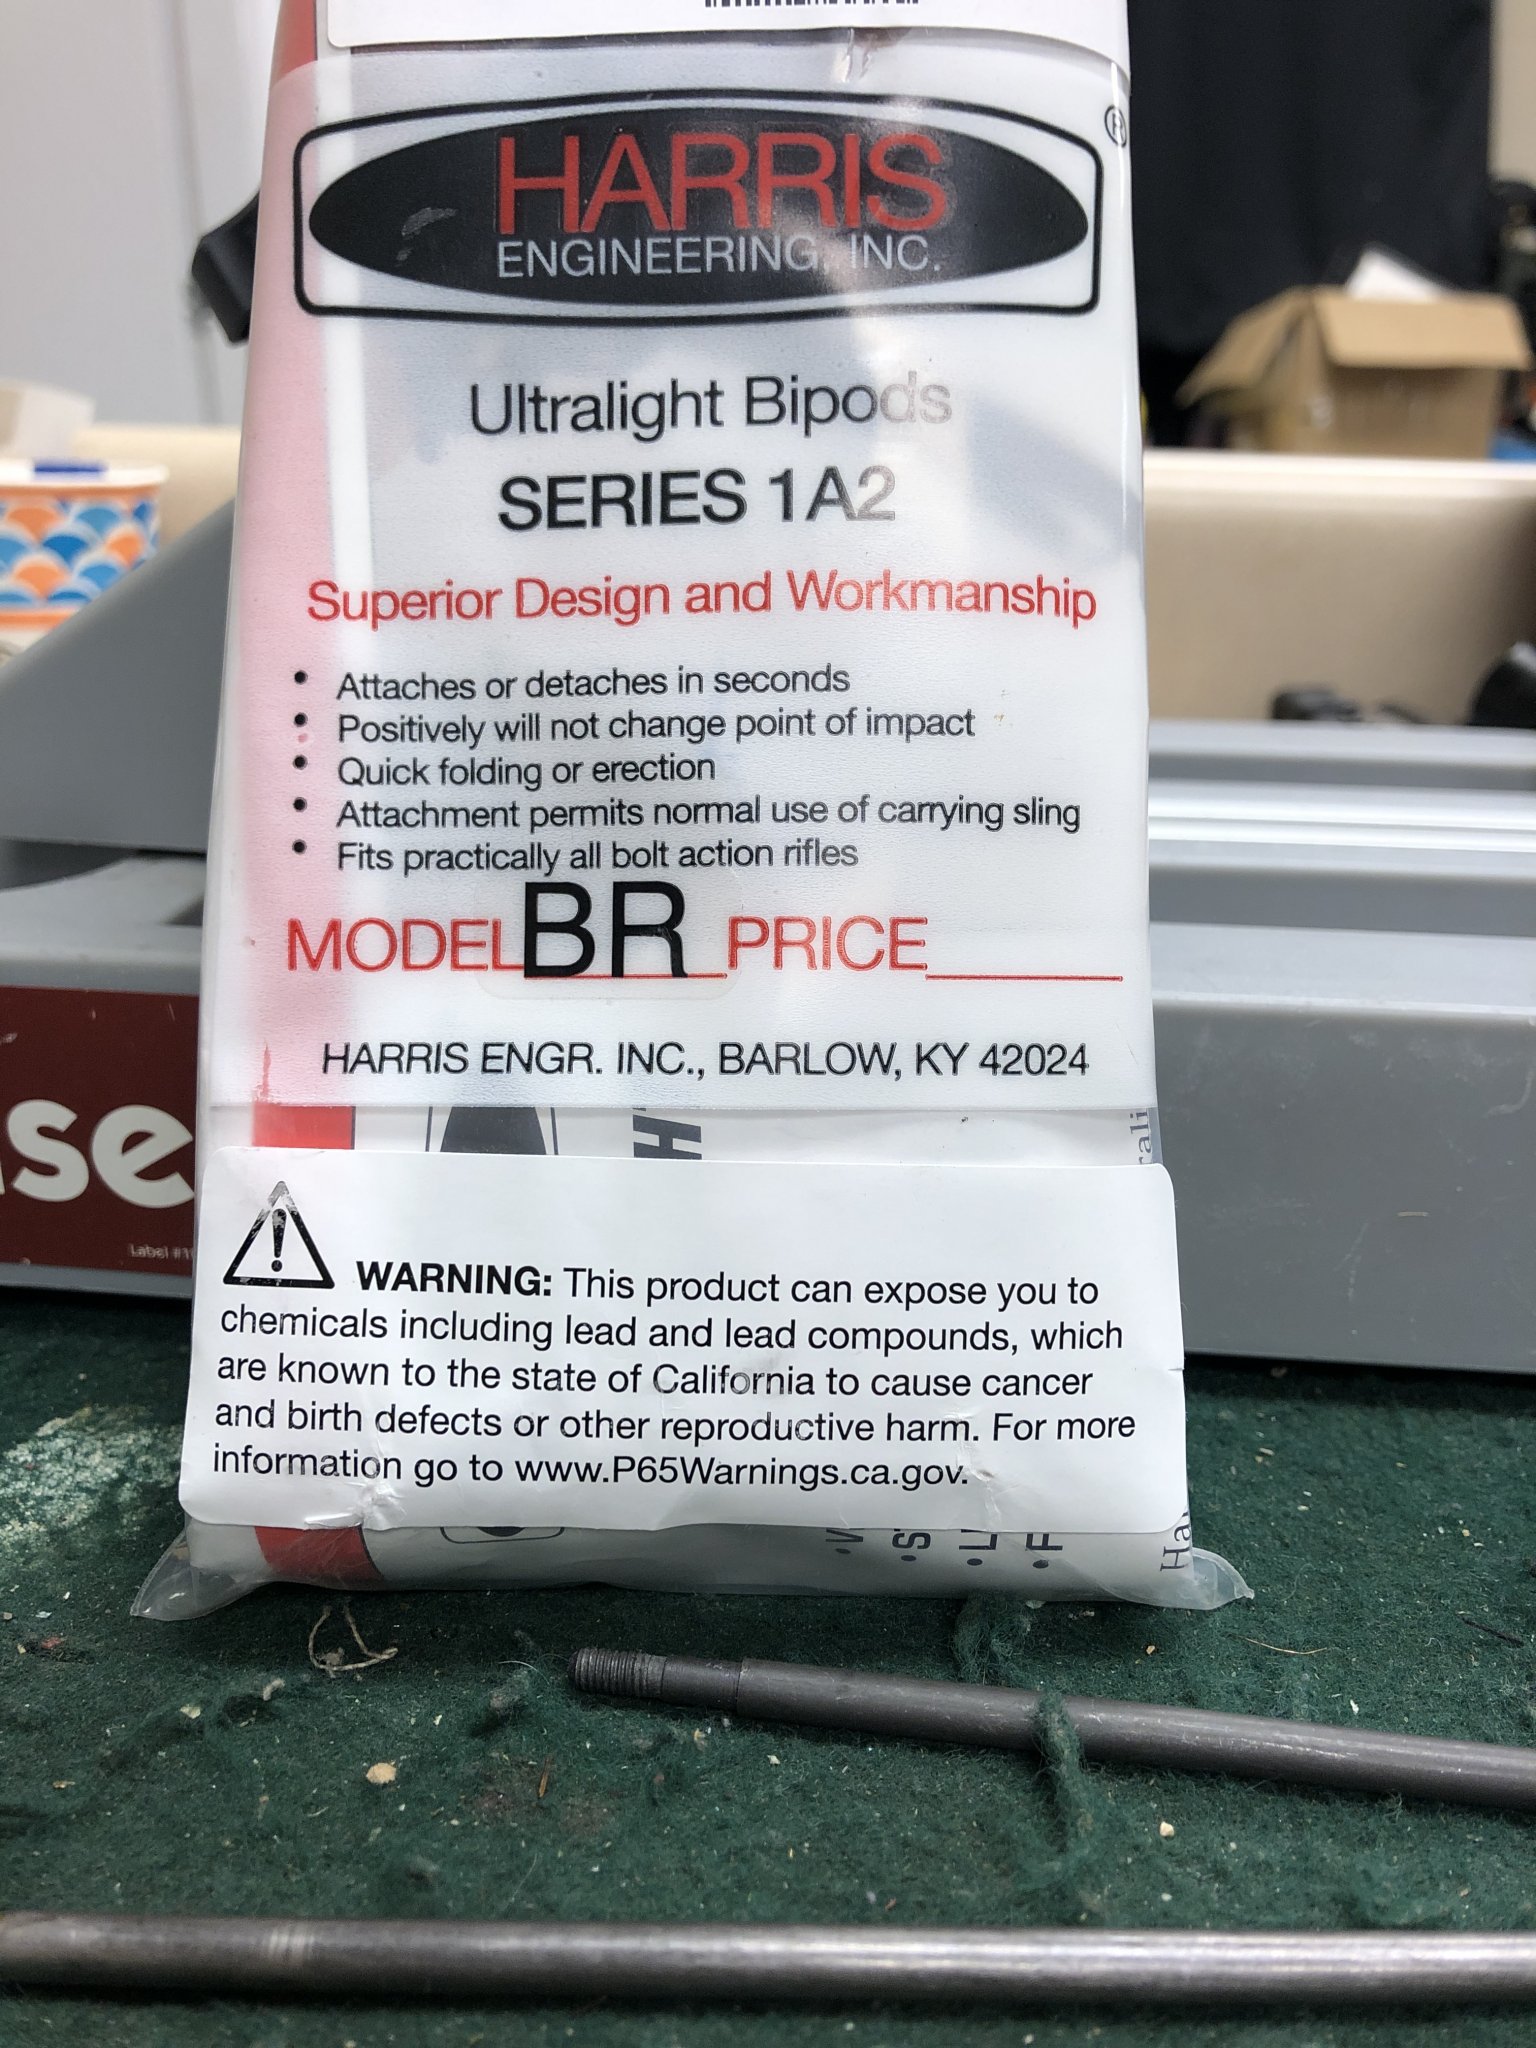 HARRIS ®
ENGINEERING, INC.
Ultralight Bipods
SERIES 1A2
Superior Design and Workmanship
• Attaches or detaches in seconds
• Positively will not change point of impact
• Quick folding or erection
• Attachment permits normal use of carrying sling
• Fits practically all bolt action rifles
MODEL BR PRICE
HARRIS ENGR. INC., BARLOW, KY 42024
WARNING: This product can expose you to
chemicals including lead and lead compounds, which
are known to the state of California to cause cancer
and birth defects or other reproductive harm. For more
information go to www.P65Warnings.ca.gov.
se
Label